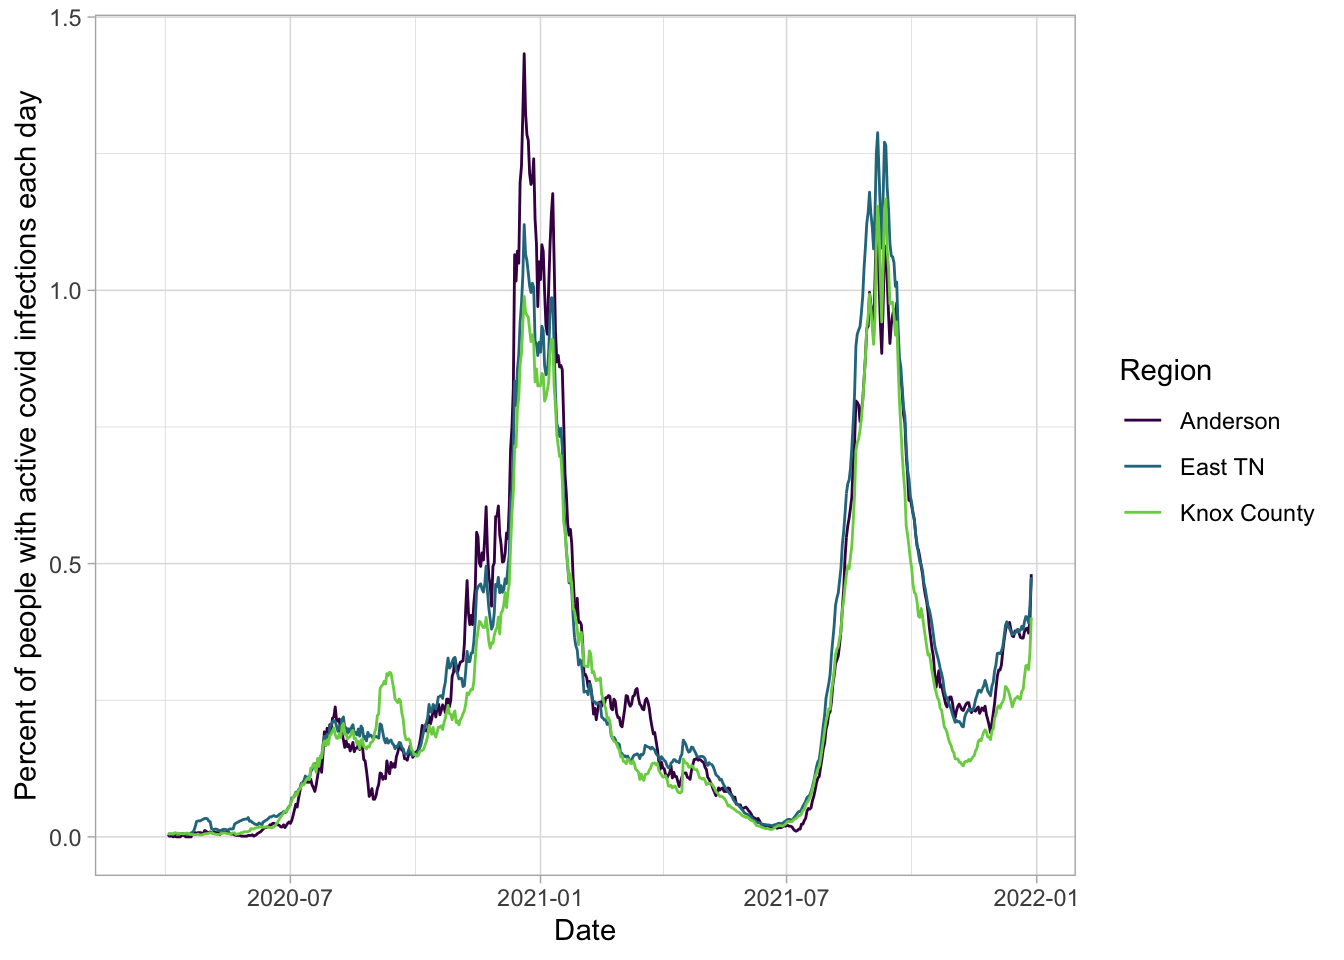 Percent of people with active covid infections each day
1.5
1.0
0.5
0.0
2020-07
2021-01
2021-07
2022-01
Date
Region
Anderson
East TN
Knox County